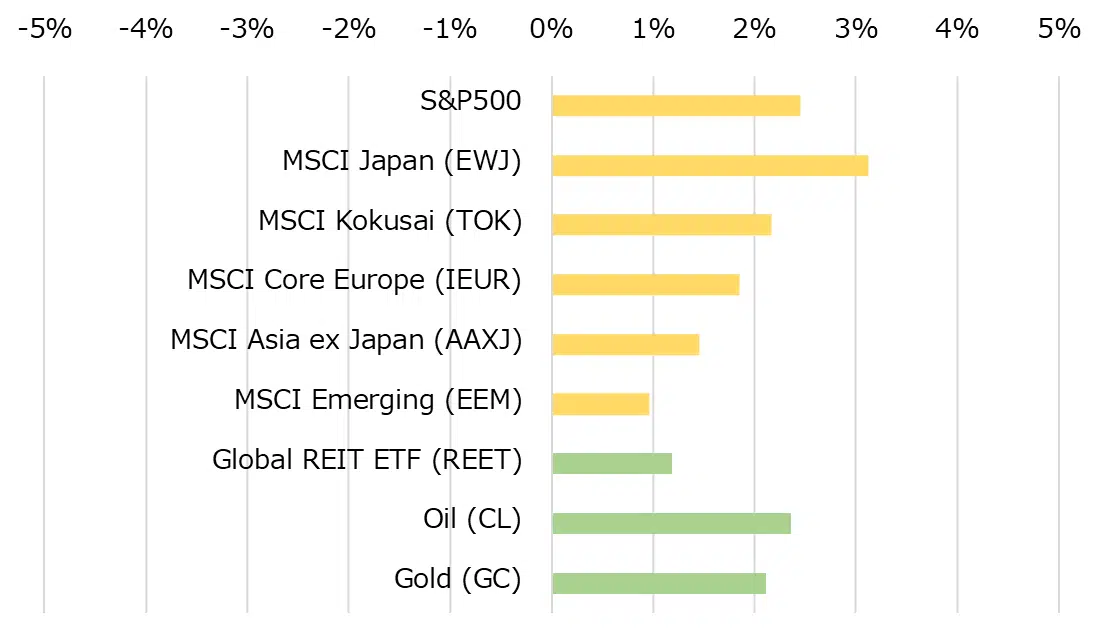 -5% -4% -3% -2% -1% 0% 1% 2% 3% 4% 5%
S&P500
MSCI Japan (EWJ)
MSCI Kokusai (TOK)
MSCI Core Europe (IEUR)
MSCI Asia ex Japan (AAXJ)
MSCI Emerging (EEM)
Global REIT ETF (REET)
Oil (CL)
Gold (GC)